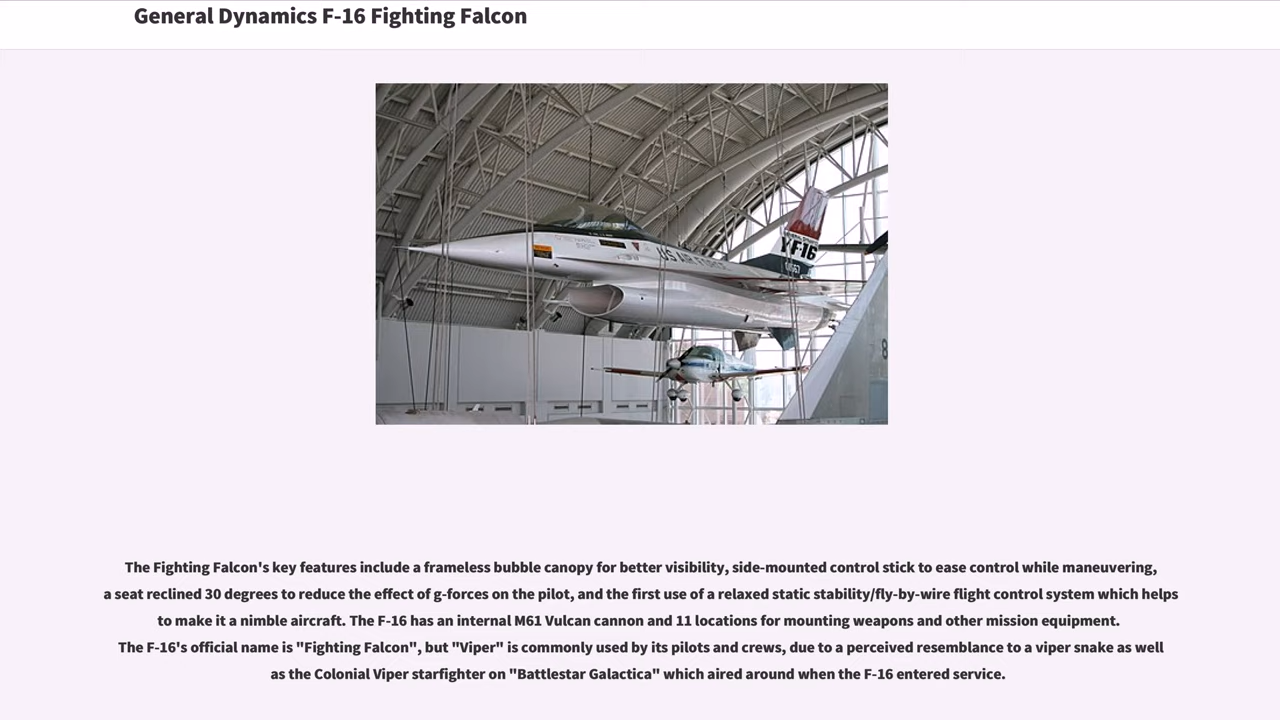 General Dynamics F-16 Fighting Falcon
US AIR FORCE
YF-16
The Fighting Falcon's key features include a frameless bubble canopy for better visibility, side-mounted control stick to ease control while maneuvering,
a seat reclined 30 degrees to reduce the effect of g-forces on the pilot, and the first use of a relaxed static stability/fly-by-wire flight control system which helps
to make it a nimble aircraft. The F-16 has an internal M61 Vulcan cannon and 11 locations for mounting weapons and other mission equipment.
The F-16's official name is "Fighting Falcon", but "Viper" is commonly used by its pilots and crews, due to a perceived resemblance to a viper snake as well
as the Colonial Viper starfighter on "Battlestar Galactica" which aired around when the F-16 entered service.